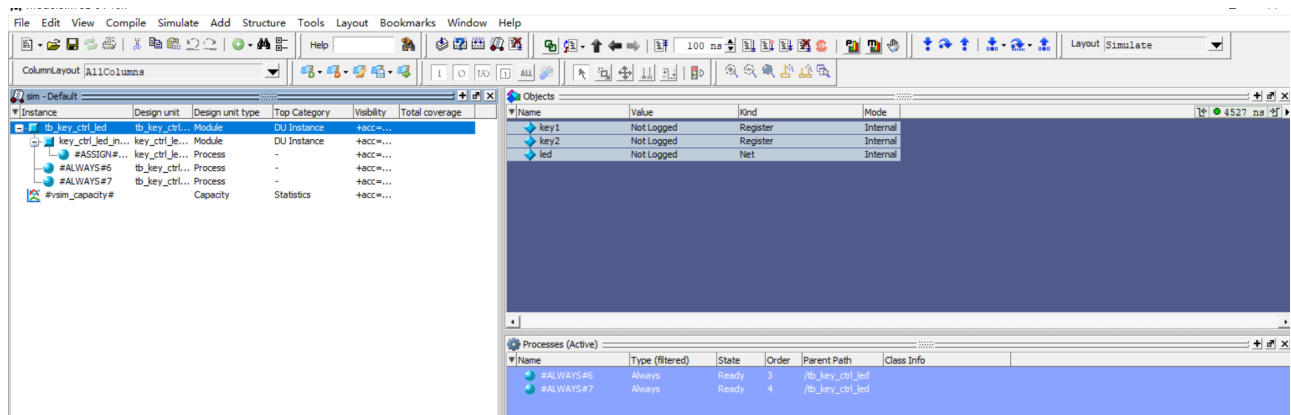 File Edit View Compile Simulate Add Structure Tools Layout Bookmarks Window Help
Help 100 ns Layout Simulate
ColumnLayout AllColumns
sim - Default
Instance Design unit Design unit type Top Category Visibility Total coverage
tb_key_ctrl_led tb_key_ctrl... Module DU Instance +acc=...
key_ctrl_led_in... key_ctrl_le... Module DU Instance +acc=...
#ASSIGN#... key_ctrl_le... Process - +acc=...
#ALWAYS#6 tb_key_ctrl... Process - +acc=...
#ALWAYS#7 tb_key_ctrl... Process - +acc=...
#vsim_capacity# Capacity Statistics +acc=...
Objects
Name Value Kind Mode 4527 ns
key1 Not Logged Register Internal
key2 Not Logged Register Internal
led Not Logged Net Internal
Processes (Active)
Name Type (filtered) State Order Parent Path Class Info
#ALWAYS#6 Always Ready 3 /tb_key_ctrl_led
#ALWAYS#7 Always Ready 4 /tb_key_ctrl_led